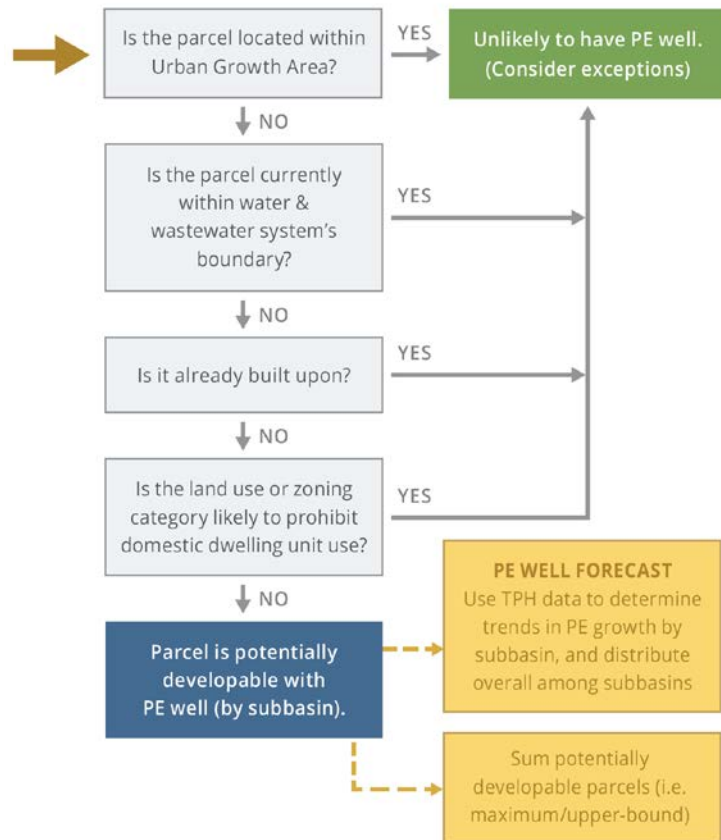 Is the parcel located within
Urban Growth Area?
YES
Unlikely to have PE well.
(Consider exceptions)
NO
Is the parcel currently
within water &
wastewater system's
boundary?
YES
NO
Is it already built upon?
YES
NO
Is the land use or zoning
category likely to prohibit
domestic dwelling unit use?
YES
NO
Parcel is potentially
developable with
PE well (by subbasin).
PE WELL FORECAST
Use TPH data to determine
trends in PE growth by
subbasin, and distribute
overall among subbasins
Sum potentially
developable parcels (i.e.
maximum/upper-bound)